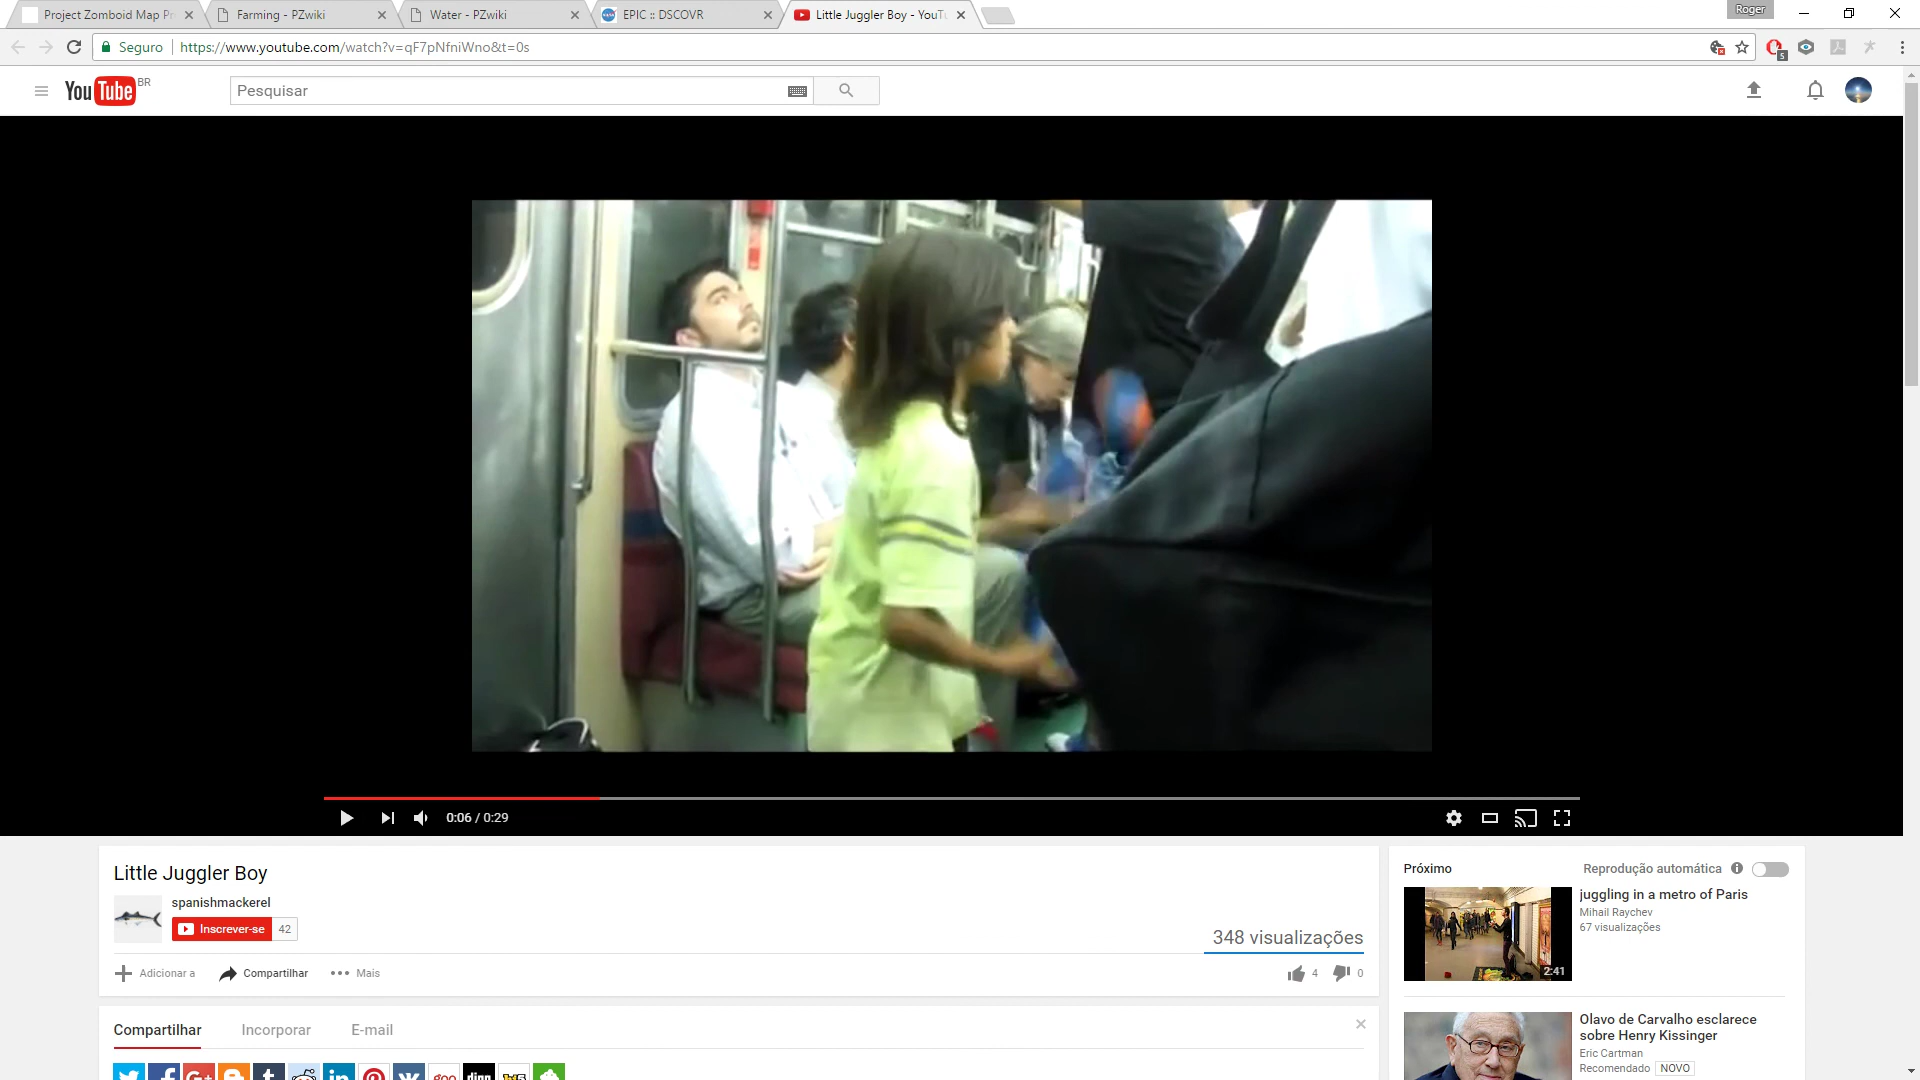 Project Zomboid Map Pr
Farming - PZwiki
Water - PZwiki
EPIC :: DSCOVR
Little Juggler Boy - YouTu
Roger
Seguro
https://www.youtube.com/watch?v=qF7pNfniWno&t=0s
5
YouTube BR
Pesquisar
0:06 / 0:29
Little Juggler Boy
spanishmackerel
Inscrever-se 42
348 visualizações
Adicionar a
Compartilhar
Mais
4
0
Compartilhar
Incorporar
E-mail
Próximo
Reprodução automática
juggling in a metro of Paris
Mihail Raychev
67 visualizações
2:41
Olavo de Carvalho esclarece
sobre Henry Kissinger
Eric Cartman
Recomendado NOVO